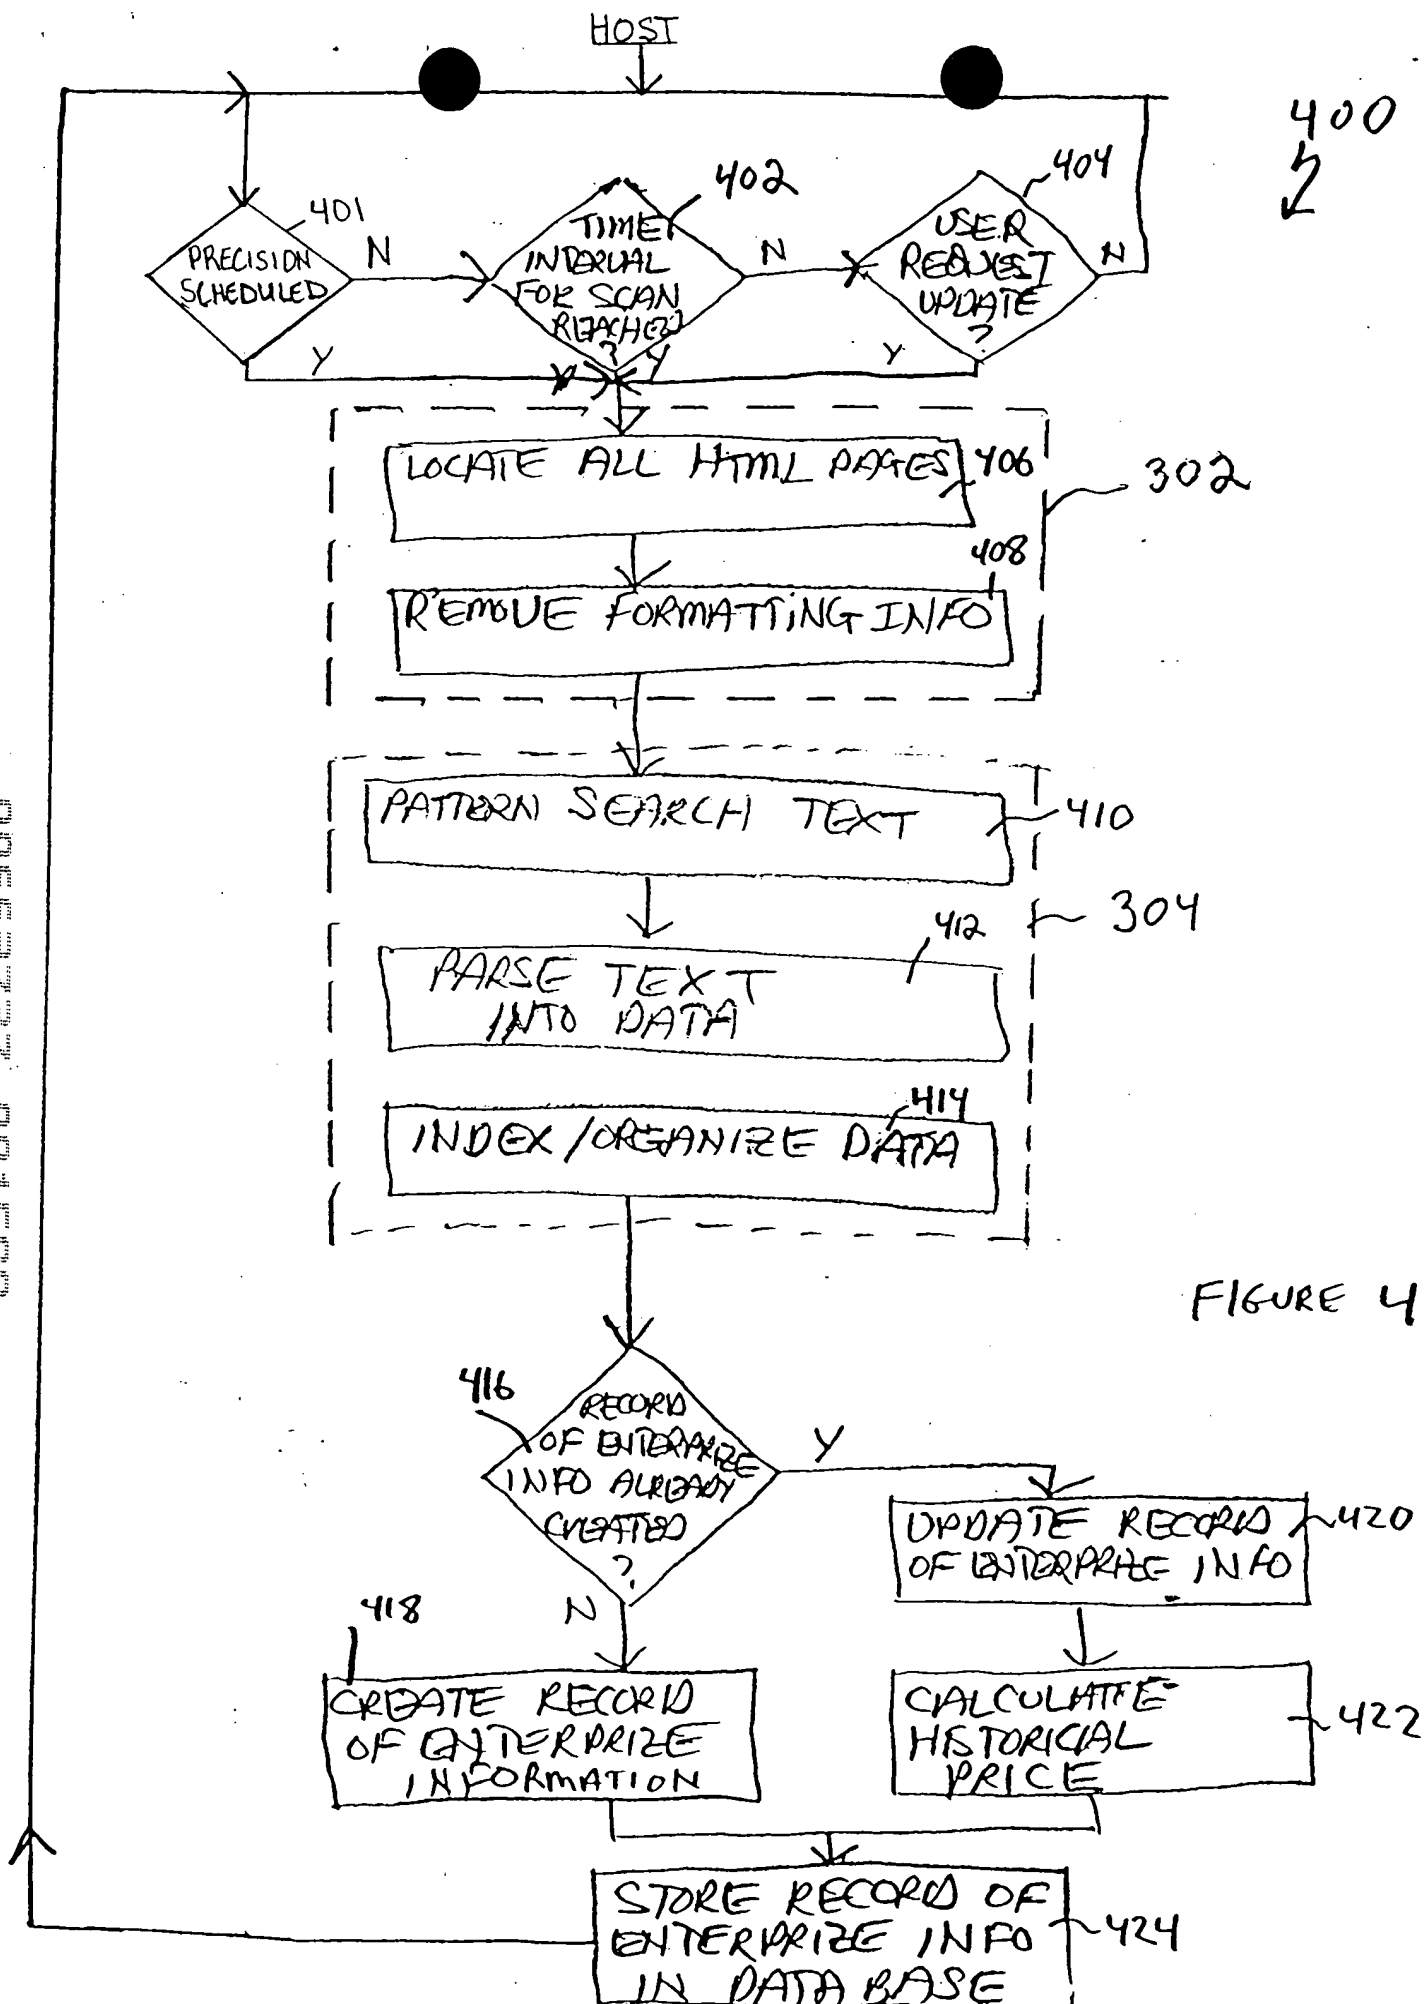 HOST
400
401
PRECISION
SCHEDULED
N
402
TIME
INTERVAL
FOR SCAN
REACHED
?
N
404
USER
REQUEST
UPDATE
?
N
Y
Y
Y
LOCATE ALL HTML PAGES
406
302
408
REMOVE FORMATTING INFO
PATTERN SEARCH TEXT
410
304
412
PARSE TEXT
INTO DATA
414
INDEX/ORGANIZE DATA
FIGURE 4
416
RECORD
OF ENTERPRIZE
INFO ALREADY
CREATED
?
Y
N
UPDATE RECORD
OF ENTERPRIZE INFO
420
418
CREATE RECORD
OF ENTERPRIZE
INFORMATION
CALCULATE
HISTORICIAL
PRICE
422
STORE RECORD OF
ENTERPRIZE INFO
IN DATA BASE
424